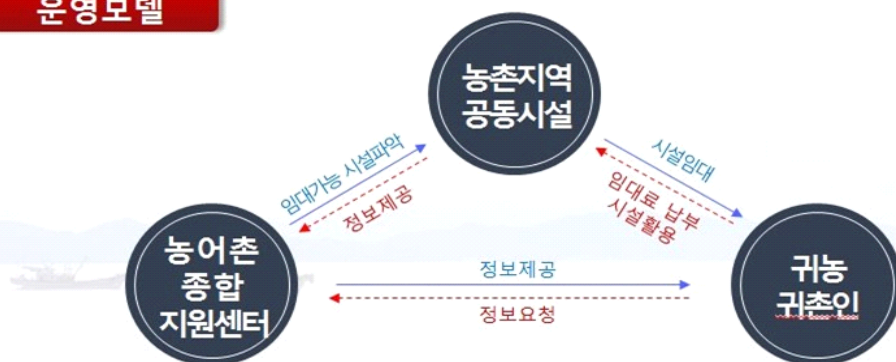 운영모델
농촌지역
공동시설
임대가능 시설파악
정보제공
시설임대
임대료 납부
시설활용
농어촌
종합
지원센터
정보제공
정보요청
귀농
귀촌인